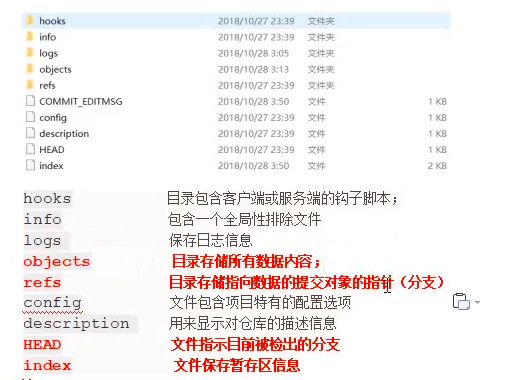 hooks 2018/10/27 23:39 文件夹
info 2018/10/27 23:39 文件夹
logs 2018/10/28 3:05 文件夹
objects 2018/10/28 3:13 文件夹
refs 2018/10/27 23:39 文件夹
COMMIT_EDITMSG 2018/10/28 3:50 文件 1 KB
config 2018/10/27 23:39 文件 1 KB
description 2018/10/27 23:39 文件 1 KB
HEAD 2018/10/27 23:39 文件 1 KB
index 2018/10/28 3:50 文件 2 KB
hooks 目录包含客户端或服务端的钩子脚本；
info 包含一个全局性排除文件
logs 保存日志信息
objects 目录存储所有数据内容；
refs 目录存储指向数据的提交对象的指针（分支）
config 文件包含项目特有的配置选项
description 用来显示对仓库的描述信息
HEAD 文件指示目前被检出的分支
index 文件保存暂存区信息